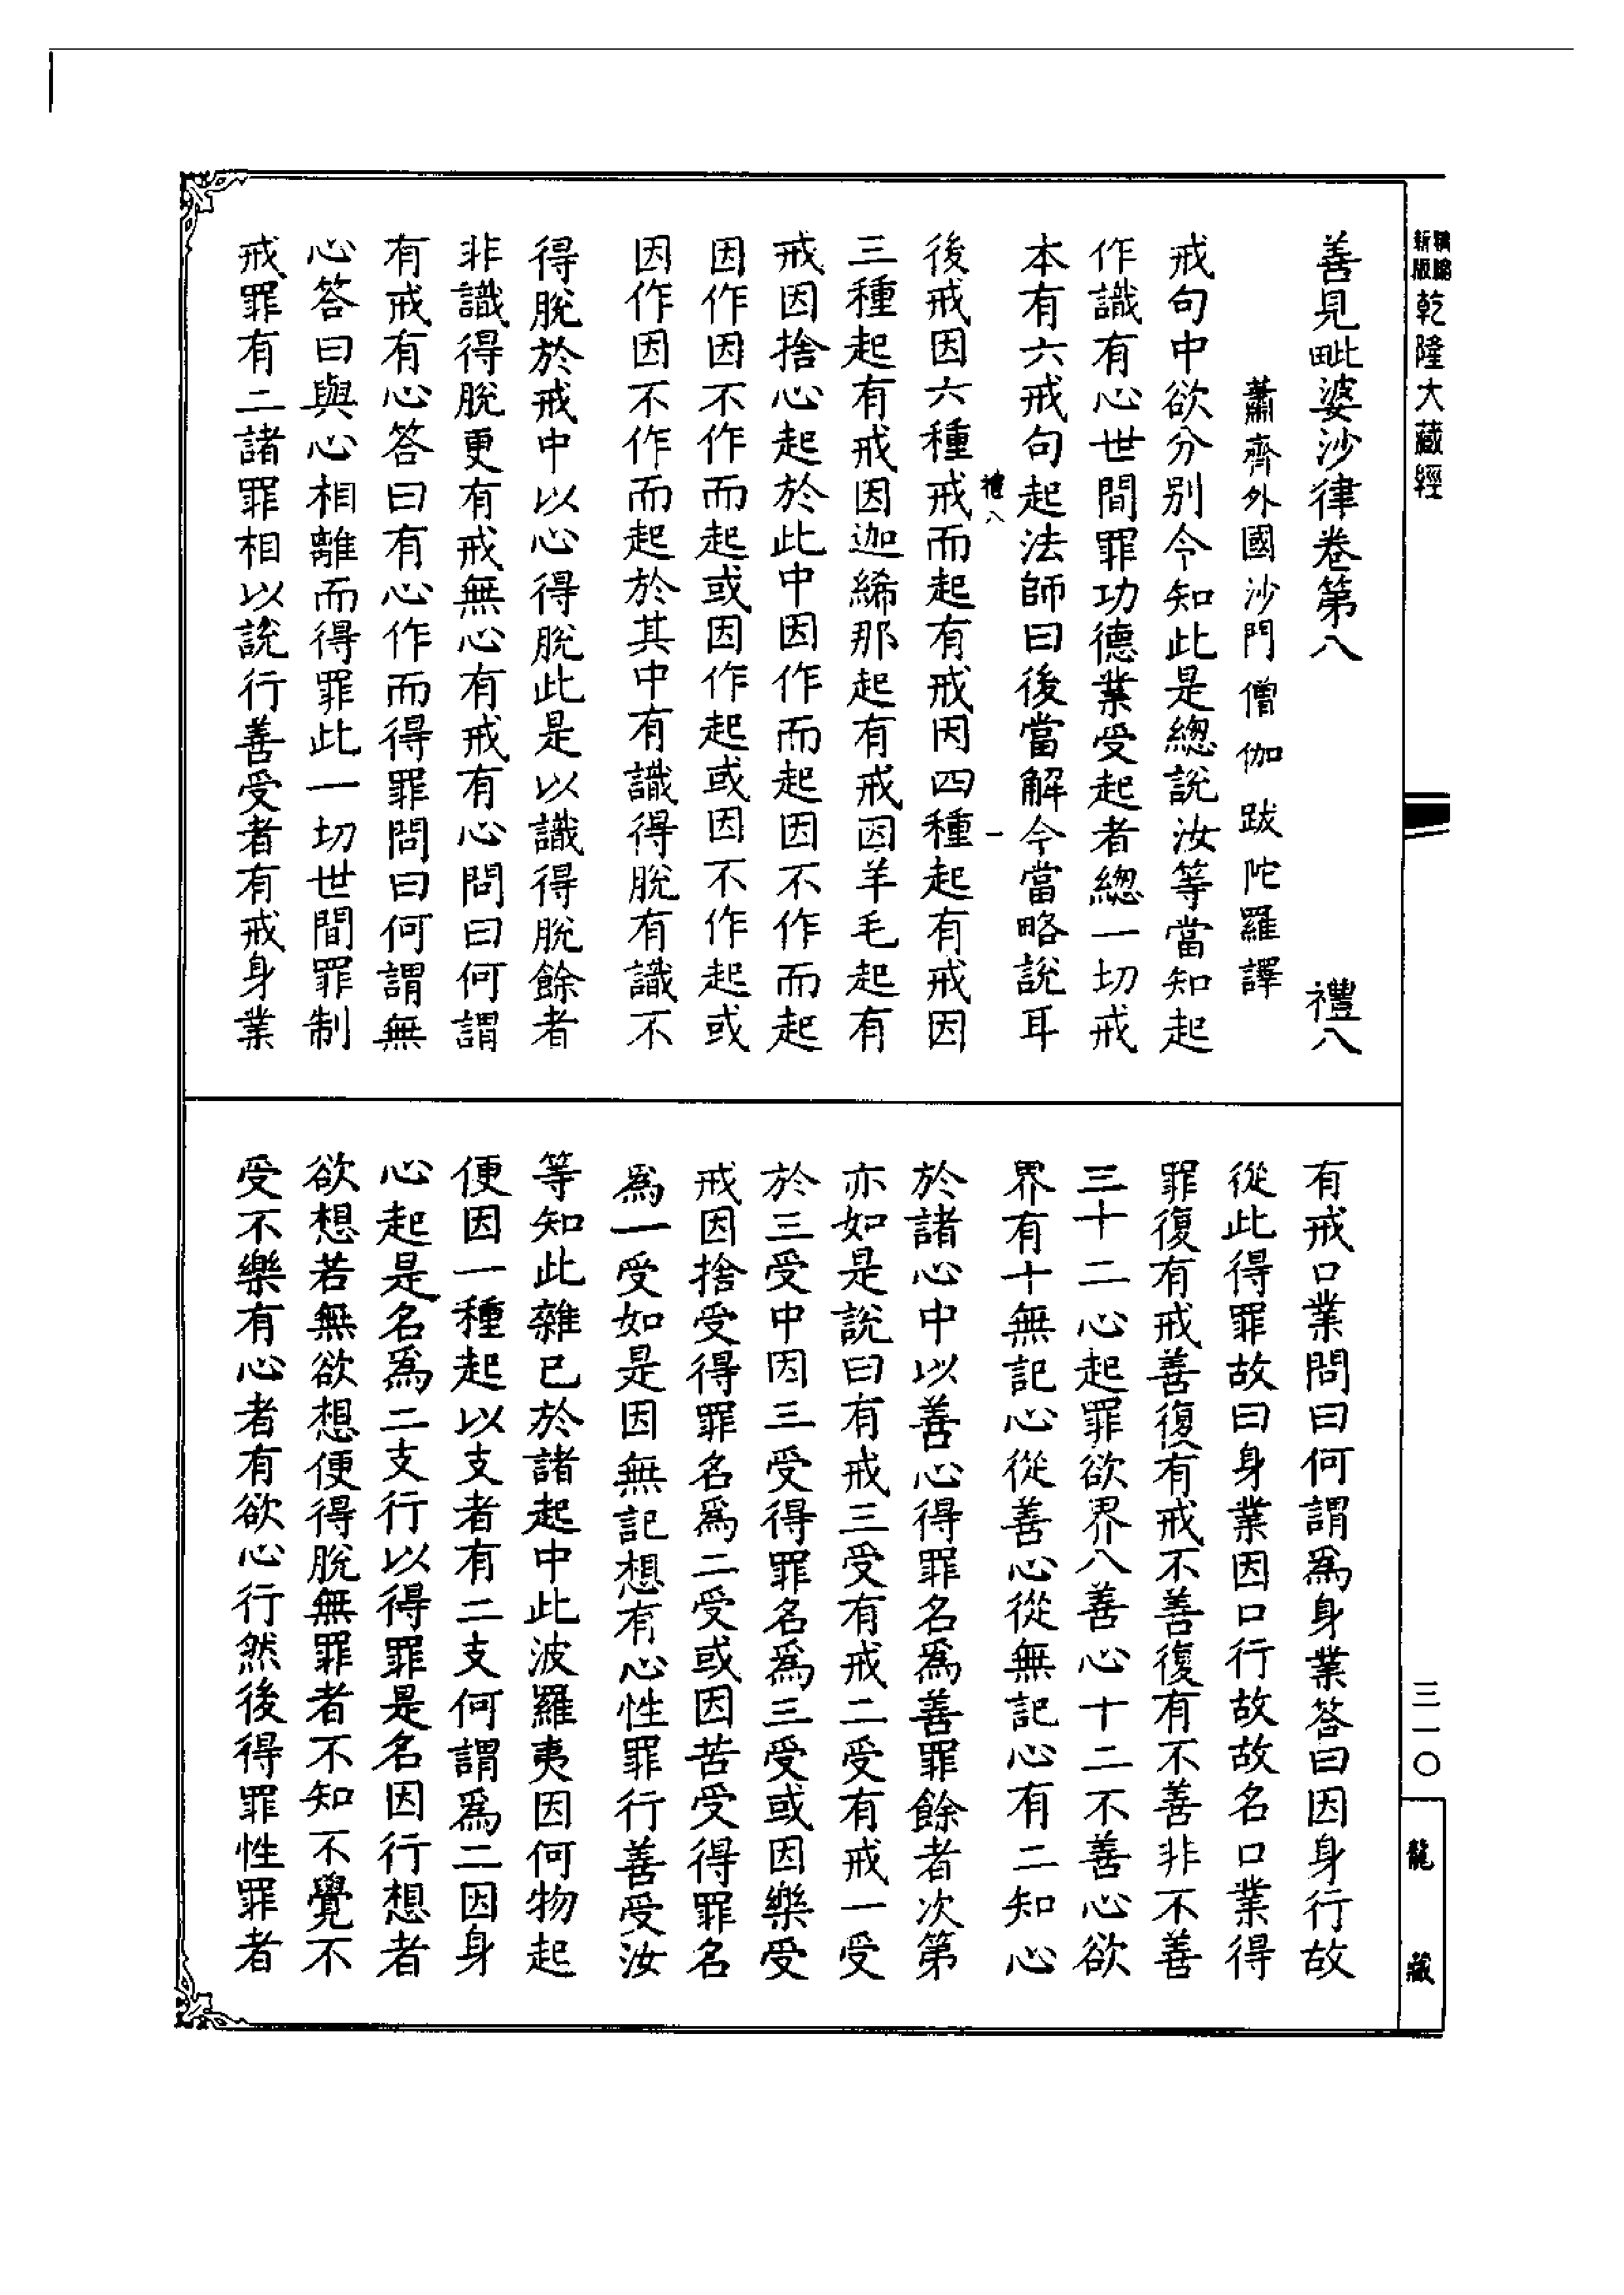 新版
乾隆大藏經
善見毗婆沙律卷第八　禮八
蕭齊外國沙門僧伽跋陀羅譯
戒句中欲分別令知此是總說汝等當知起
作識有心世間罪功德業受起者總一切戒
本有六戒句起法師曰後當解今當略說耳
禮八　一
後戒因六種戒而起有戒因四種起有戒因
三種起有戒因迦絺那起有戒因羊毛起有
戒因捨心起於此中因作而起因不作而起
因作因不作而起或因作起或因不作起或
因作因不作而起於其中有識得脫有識不
得脫於戒中以心得脫此是以識得脫餘者
非識得脫更有戒無心有戒有心問曰何謂
有戒有心答曰有心作而得罪問曰何謂無
心答曰與心相離而得罪此一切世間罪制
戒罪有二諸罪相以說行善受者有戒身業
有戒口業問曰何謂爲身業答曰因身行故
從此得罪故曰身業因口行故故名口業得
罪復有戒善復有戒不善復有不善非不善
三十二心起罪欲界八善心十二不善心欲
界有十無記心從善心從無記心有二知心
於諸心中以善心得罪名爲善罪餘者次第
亦如是說曰有戒三受有戒二受有戒一受
於三受中因三受得罪名爲三受或因樂受
戒因捨受得罪名爲二受或因苦受得罪名
爲一受如是因無記想有心性罪行善受汝
等知此雜已於諸起中此波羅夷因何物起
便因一種起以支者有二支何謂爲二因身
心起是名爲二支行以得罪是名因行想者
欲想若無欲想便得脫無罪者不知不覺不
受不樂有心者有欲心行然後得罪性罪者
三一〇
龍藏